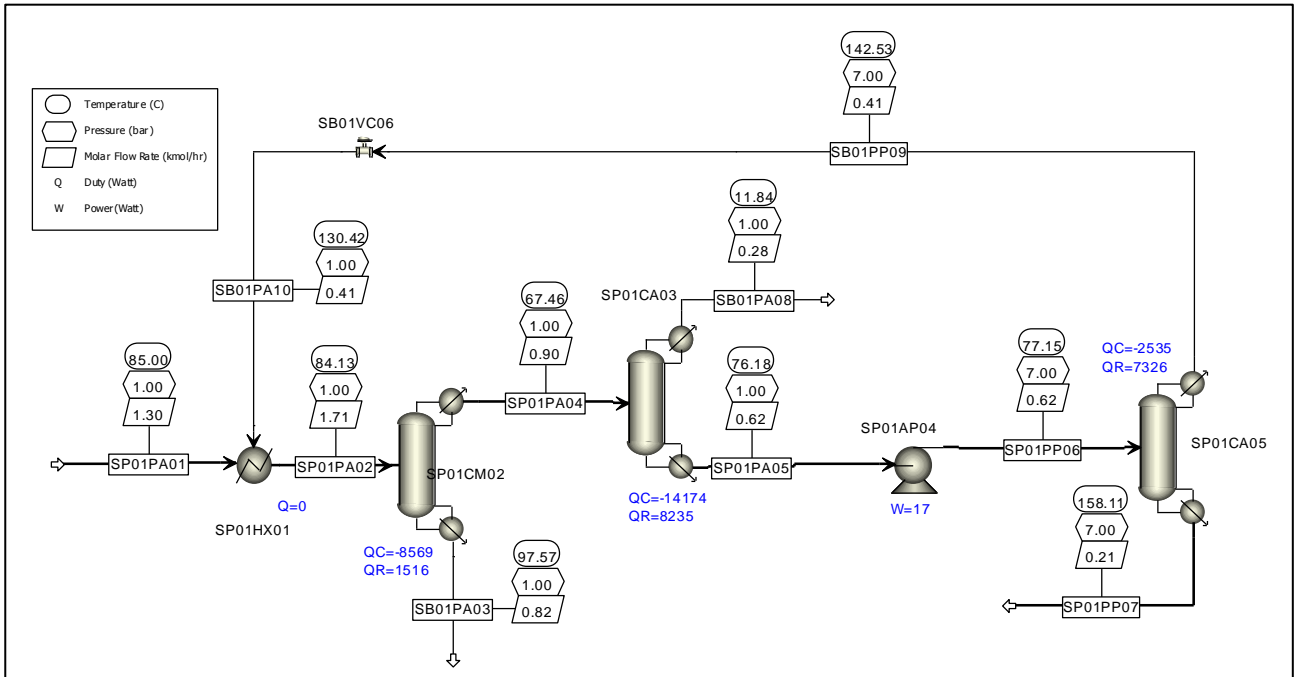 Temperature (C)
Pressure (bar)
Molar Flow Rate (kmol/hr)
Q Duty (Watt)
W Power(Watt)
SB01VC06
142.53
7.00
0.41
SB01PP09
130.42
1.00
0.41
SB01PA10
11.84
1.00
0.28
SB01PA08
SP01CA03
67.46
1.00
0.90
SP01PA04
85.00
1.00
1.30
SP01PA01
84.13
1.00
1.71
SP01PA02
SP01CM02
Q=0
SP01HX01
QC=-8569
QR=1516
97.57
1.00
0.82
SB01PA03
QC=-14174
QR=8235
76.18
1.00
0.62
SP01PA05
SP01AP04
W=17
77.15
7.00
0.62
SP01PP06
QC=-2535
QR=7326
SP01CA05
158.11
7.00
0.21
SP01PP07